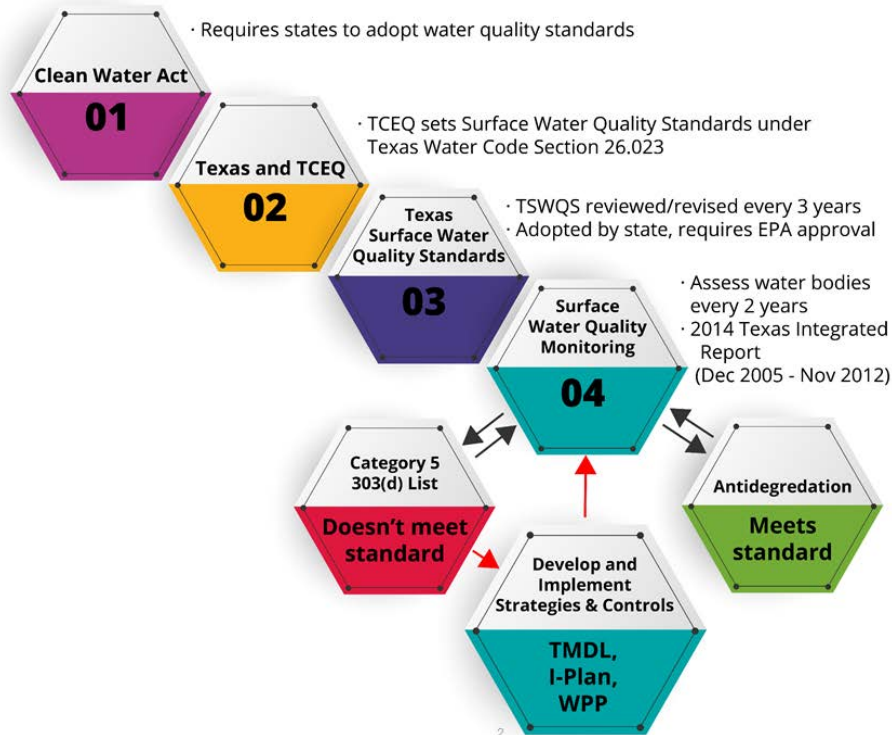 · Requires states to adopt water quality standards
Clean Water Act
01
· TCEQ sets Surface Water Quality Standards under
Texas Water Code Section 26.023
Texas and TCEQ
02
· TSWQS reviewed/revised every 3 years
· Adopted by state, requires EPA approval
Texas
Surface Water
Quality Standards
03
· Assess water bodies
every 2 years
· 2014 Texas Integrated
Report
(Dec 2005 - Nov 2012)
Surface
Water Quality
Monitoring
04
Category 5
303(d) List
Doesn't meet
standard
Antidegredation
Meets
standard
Develop and
Implement
Strategies & Controls
TMDL,
I-Plan,
WPP
2